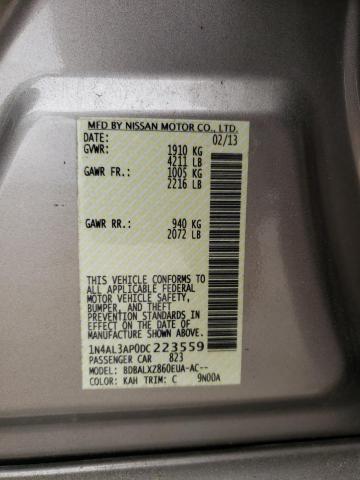 MFD BY NISSAN MOTOR CO., LTD.
DATE: 02/13
GVWR: 1910 KG
4211 LB
GAWR FR.: 1005 KG
2216 LB
GAWR RR.: 940 KG
2072 LB
THIS VEHICLE CONFORMS TO
ALL APPLICABLE FEDERAL
MOTOR VEHICLE SAFETY,
BUMPER, AND THEFT
PREVENTION STANDARDS IN
EFFECT ON THE DATE OF
MANUFACTURE SHOWN ABOVE.
1N4AL3AP0DC223559
PASSENGER CAR 823
MODEL: BDBALXZ860EUA-AC--
COLOR: KAH TRIM: C 9N00A